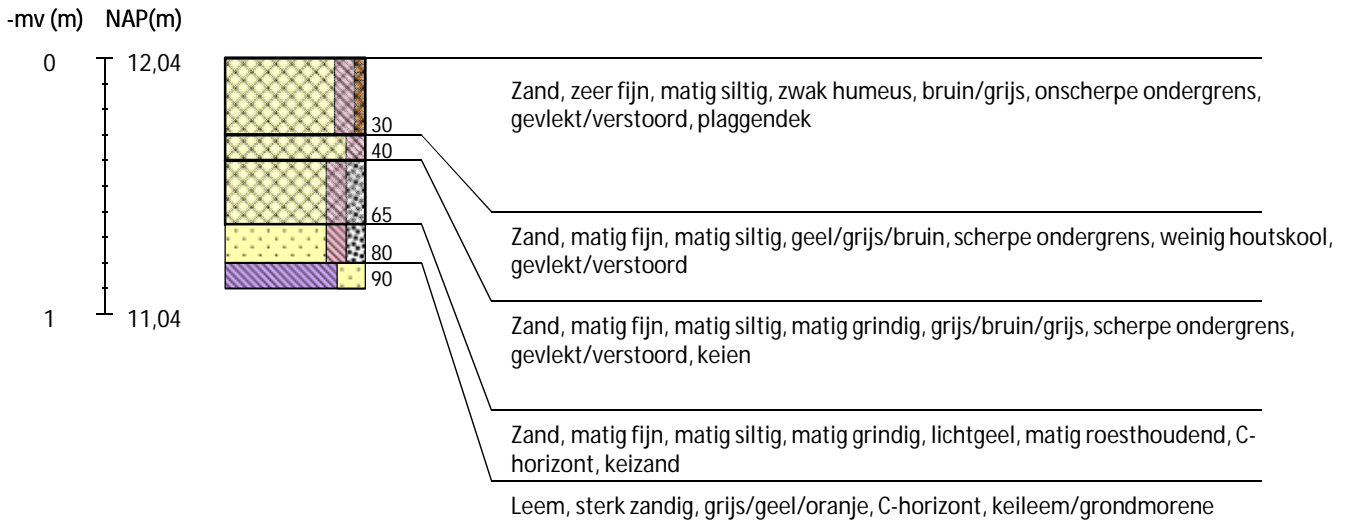 -mv (m) NAP(m)
0 12,04
Zand, zeer fijn, matig siltig, zwak humeus, bruin/grijs, onscherpe ondergrens,
gevlekt/verstoord, plaggendek
30
40
Zand, matig fijn, matig siltig, geel/grijs/bruin, scherpe ondergrens, weinig houtskool,
gevlekt/verstoord
65
80
90
1 11,04
Zand, matig fijn, matig siltig, matig grindig, grijs/bruin/grijs, scherpe ondergrens,
gevlekt/verstoord, keien
Zand, matig fijn, matig siltig, matig grindig, lichtgeel, matig roesthoudend, C-
horizont, keizand
Leem, sterk zandig, grijs/geel/oranje, C-horizont, keileem/grondmorene